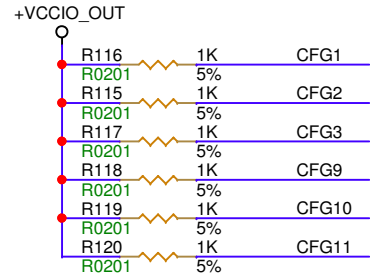 +VCCIO_OUT
R116 1K CFG1
R0201 5%
R115 1K CFG2
R0201 5%
R117 1K CFG3
R0201 5%
R118 1K CFG9
R0201 5%
R119 1K CFG10
R0201 5%
R120 1K CFG11
R0201 5%